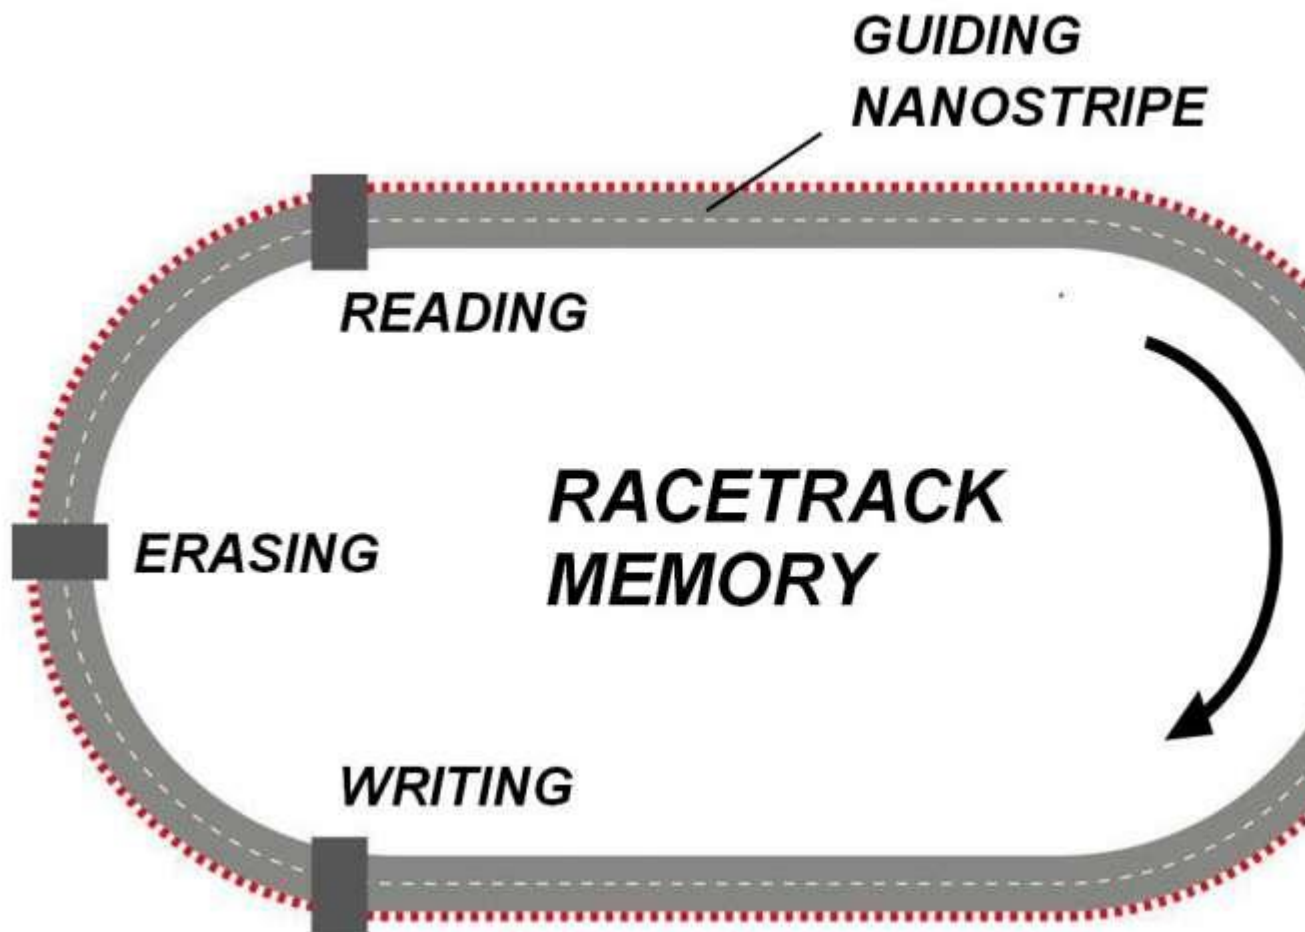 GUIDING
NANOSTRIPE
READING
RACETRACK
MEMORY
ERASING
WRITING